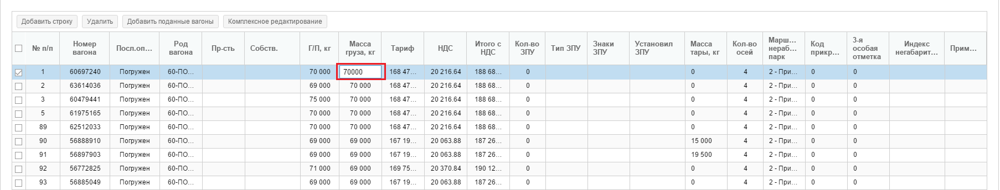 Добавить строку Удалить Добавить поданные вагоны Комплексное редактирование
№ п/п Номер вагона Посл.оп... Род вагона Пр-сть Собств. Г/П, кг Масса груза, кг Тариф НДС Итого с НДС Кол-во ЗПУ Тип ЗПУ Знаки ЗПУ Установил ЗПУ Масса тары, кг Кол-во осей Марш... нераб... парк Код прикр... 3-я особая отметка Индекс негабарит... Прим...
1 60697240 Погружен 60-ПО... 70 000 70000 168 47... 20 216.64 188 68... 0 0 4 2 - При... 0 0
2 63614036 Погружен 60-ПО... 69 000 70 000 168 47... 20 216.64 188 68... 0 0 4 2 - При... 0 0
3 60479441 Погружен 60-ПО... 75 000 70 000 168 47... 20 216.64 188 68... 0 0 4 2 - При... 0 0
5 61975165 Погружен 60-ПО... 70 000 70 000 168 47... 20 216.64 188 68... 0 0 4 2 - При... 0 0
89 62512033 Погружен 60-ПО... 70 000 70 000 168 47... 20 216.64 188 68... 0 0 4 2 - При... 0 0
90 56888910 Погружен 60-ПО... 69 000 69 000 167 19... 20 063.88 187 26... 0 15 000 4 2 - При... 0 0
91 56897903 Погружен 60-ПО... 69 000 69 000 167 19... 20 063.88 187 26... 0 19 500 4 2 - При... 0 0
92 56772825 Погружен 60-ПО... 71 000 69 000 169 75... 20 370.84 190 12... 0 0 4 2 - При... 0 0
93 56885049 Погружен 60-ПО... 69 000 69 000 167 19... 20 063.88 187 26... 0 0 4 2 - При... 0 0